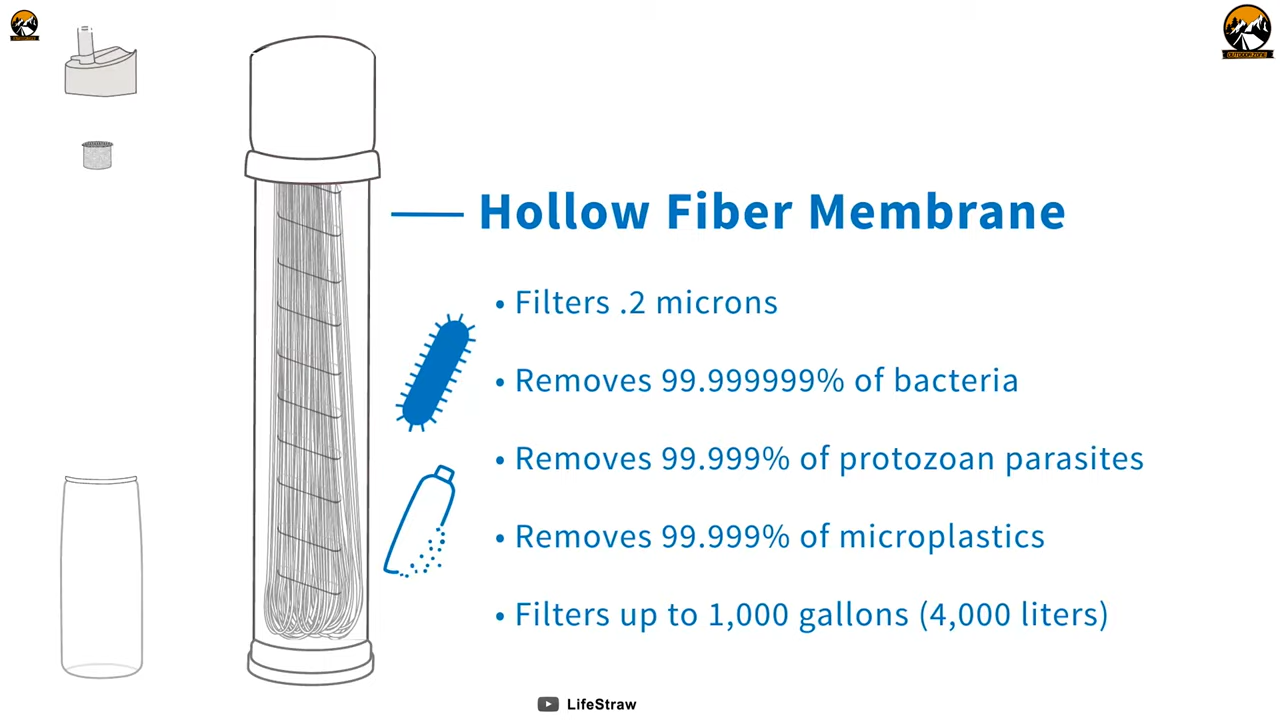 OUTDOORZONE
Hollow Fiber Membrane
• Filters .2 microns
• Removes 99.999999% of bacteria
• Removes 99.999% of protozoan parasites
• Removes 99.999% of microplastics
• Filters up to 1,000 gallons (4,000 liters)
LifeStraw